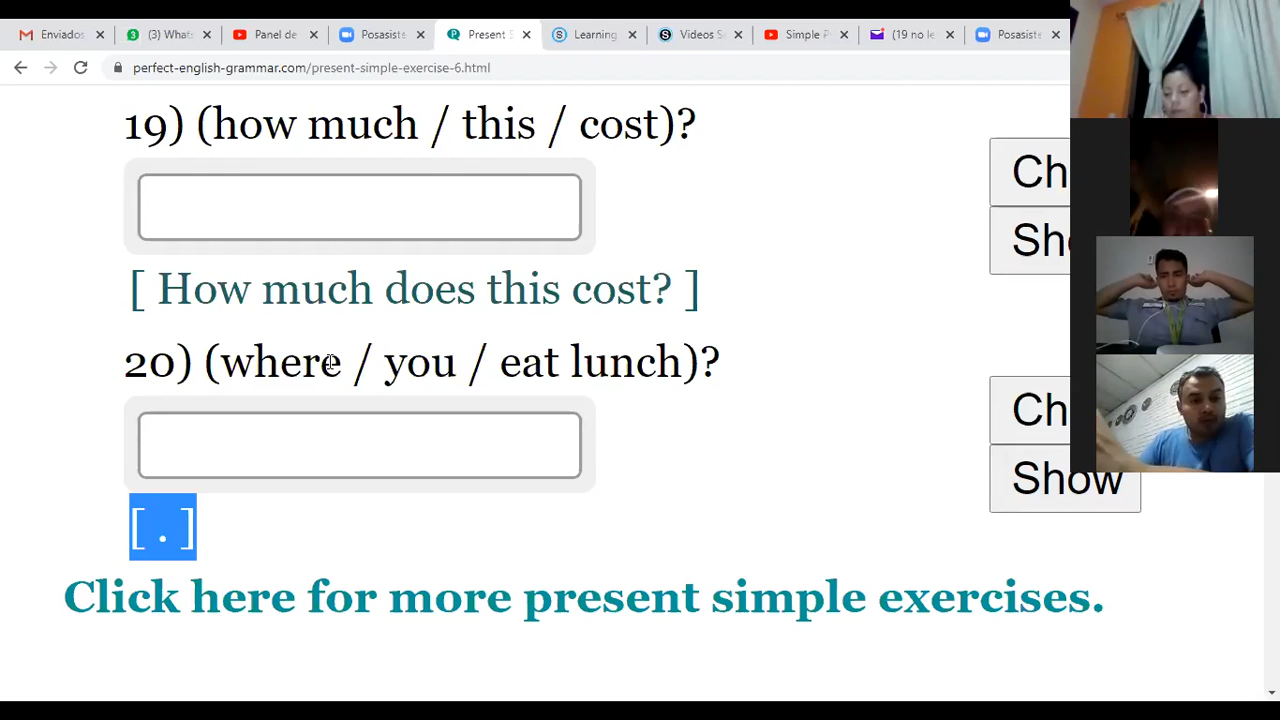 Enviados
(3) Whats
Panel de
Posasiste
Present S
Learning
Videos S
Simple P
(19 no le
Posasiste
perfect-english-grammar.com/present-simple-exercise-6.html
19) (how much / this / cost)?
Ch
Sho
[ How much does this cost? ]
20) (where / you / eat lunch)?
Ch
Show
[ . ]
Click here for more present simple exercises.